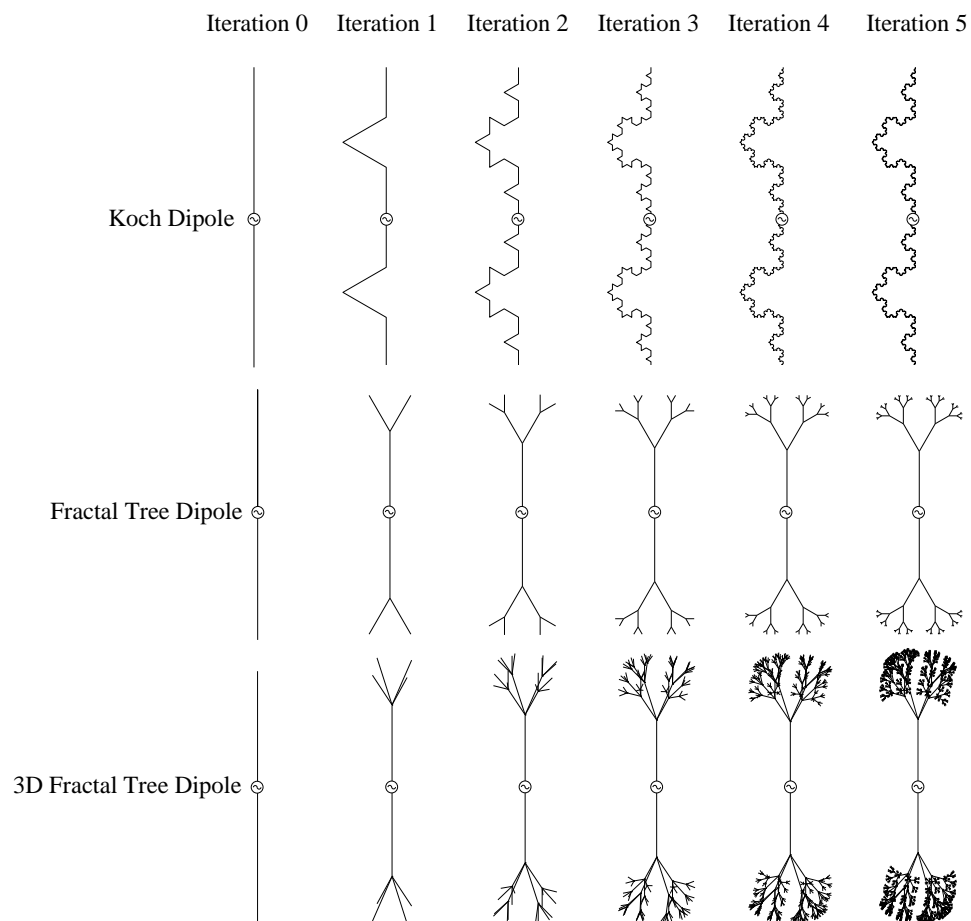 Iteration 0 Iteration 1 Iteration 2 Iteration 3 Iteration 4 Iteration 5
Koch Dipole
Fractal Tree Dipole
3D Fractal Tree Dipole